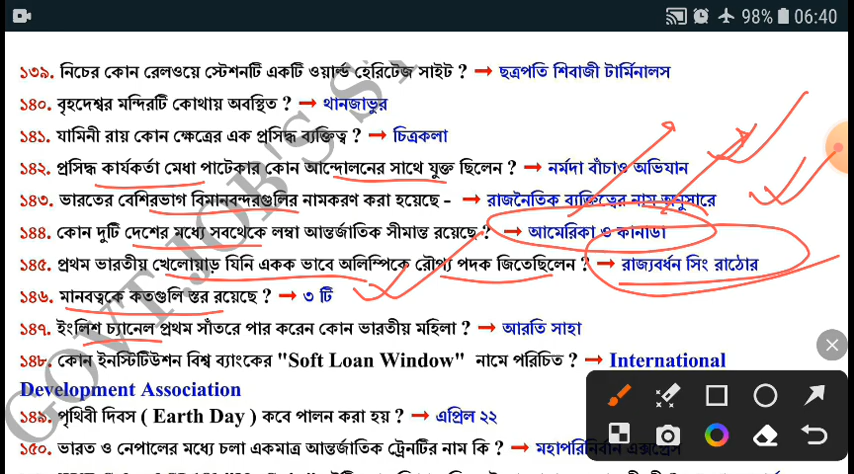 98% 06:40
১৩৯. নিচের কোন রেলওয়ে স্টেশনটি একটি ওয়ার্ল্ড হেরিটেজ সাইট ? → ছত্রপতি শিবাজী টার্মিনালস
১৪০. বৃহদেশ্বর মন্দিরটি কোথায় অবস্থিত ? → থানজাভুর
১৪১. যামিনী রায় কোন ক্ষেত্রের এক প্রসিদ্ধ ব্যক্তিত্ব ? → চিত্রকলা
১৪২. প্রসিদ্ধ কার্যকর্তা মেধা পাটেকার কোন আন্দোলনের সাথে যুক্ত ছিলেন ? → নর্মদা বাঁচাও অভিযান
১৪৩. ভারতের বেশিরভাগ বিমানবন্দরগুলির নামকরণ করা হয়েছে - → রাজনৈতিক ব্যক্তিত্বের নাম অনুসারে
১৪৪. কোন দুটি দেশের মধ্যে সবথেকে লম্বা আন্তর্জাতিক সীমান্ত রয়েছে ? → আমেরিকা ও কানাডা
১৪৫. প্রথম ভারতীয় খেলোয়াড় যিনি একক ভাবে অলিম্পিকে রৌপ্য পদক জিতেছিলেন ? → রাজ্যবর্ধন সিং রাঠোর
১৪৬. মানবত্বকে কতগুলি স্তর রয়েছে ? → ৩ টি
১৪৭. ইংলিশ চ্যানেল প্রথম সাঁতরে পার করেন কোন ভারতীয় মহিলা ? → আরতি সাহা
১৪৮. কোন ইনস্টিটিউশন বিশ্ব ব্যাংকের "Soft Loan Window" নামে পরিচিত ? → International
Development Association
১৪৯. পৃথিবী দিবস ( Earth Day ) কবে পালন করা হয় ? → এপ্রিল ২২
১৫০. ভারত ও নেপালের মধ্যে চলা একমাত্র আন্তর্জাতিক ট্রেনটির নাম কি ? → মহাপরিনির্বান এক্সপ্রেস
GOVT.JOB'S